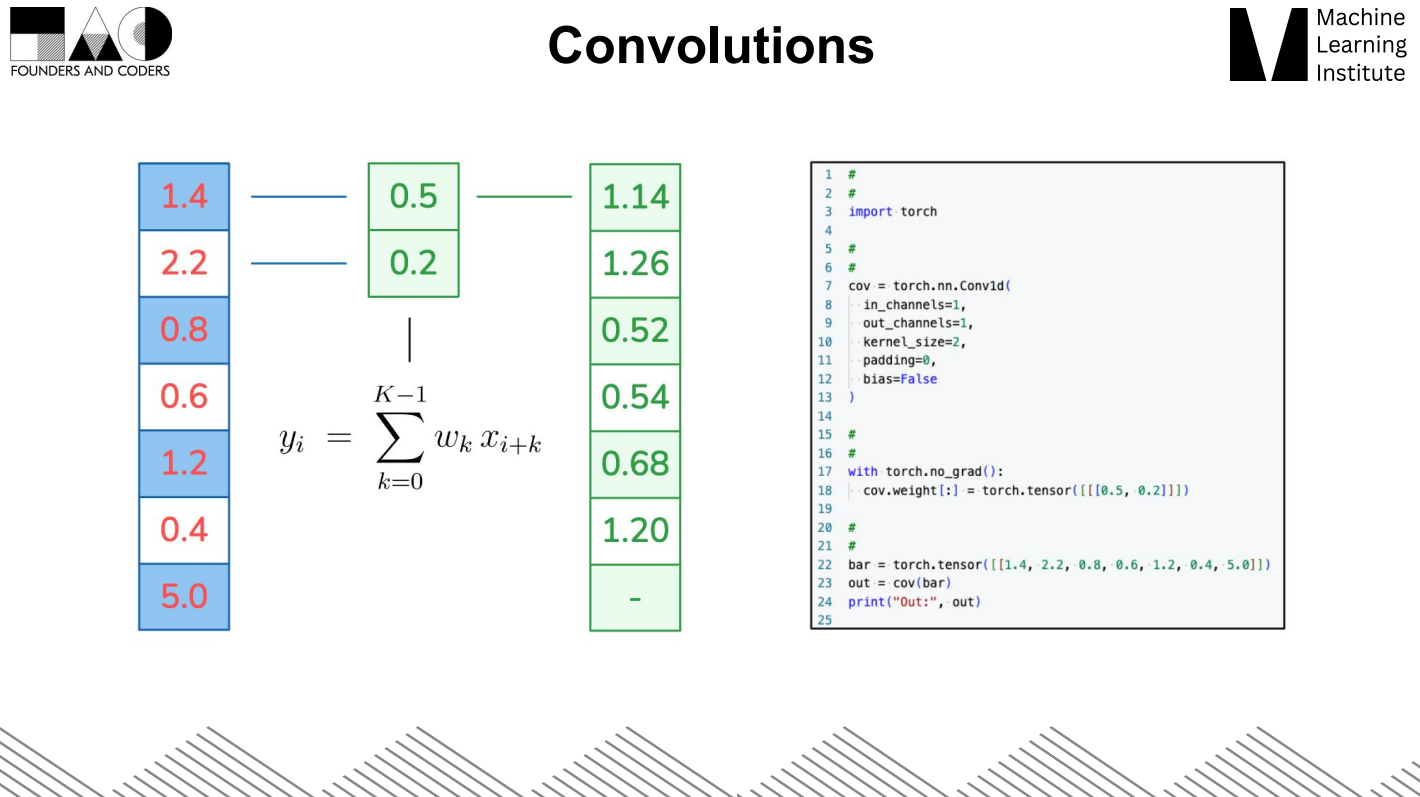 FOUNDERS AND CODERS
Convolutions
Machine
Learning
Institute
1.4
2.2
0.8
0.6
1.2
0.4
5.0
0.5
0.2
y_i = \sum_{k=0}^{K-1} w_k x_{i+k}
1.14
1.26
0.52
0.54
0.68
1.20
-
1 #
2 #
3 import torch
4
5 #
6 #
7 cov = torch.nn.Conv1d(
8   in_channels=1,
9   out_channels=1,
10   kernel_size=2,
11   padding=0,
12   bias=False
13 )
14
15 #
16 #
17 with torch.no_grad():
18   cov.weight[:] = torch.tensor([[[0.5, 0.2]]])
19
20 #
21 #
22 bar = torch.tensor([[1.4, 2.2, 0.8, 0.6, 1.2, 0.4, 5.0]])
23 out = cov(bar)
24 print("Out:", out)
25